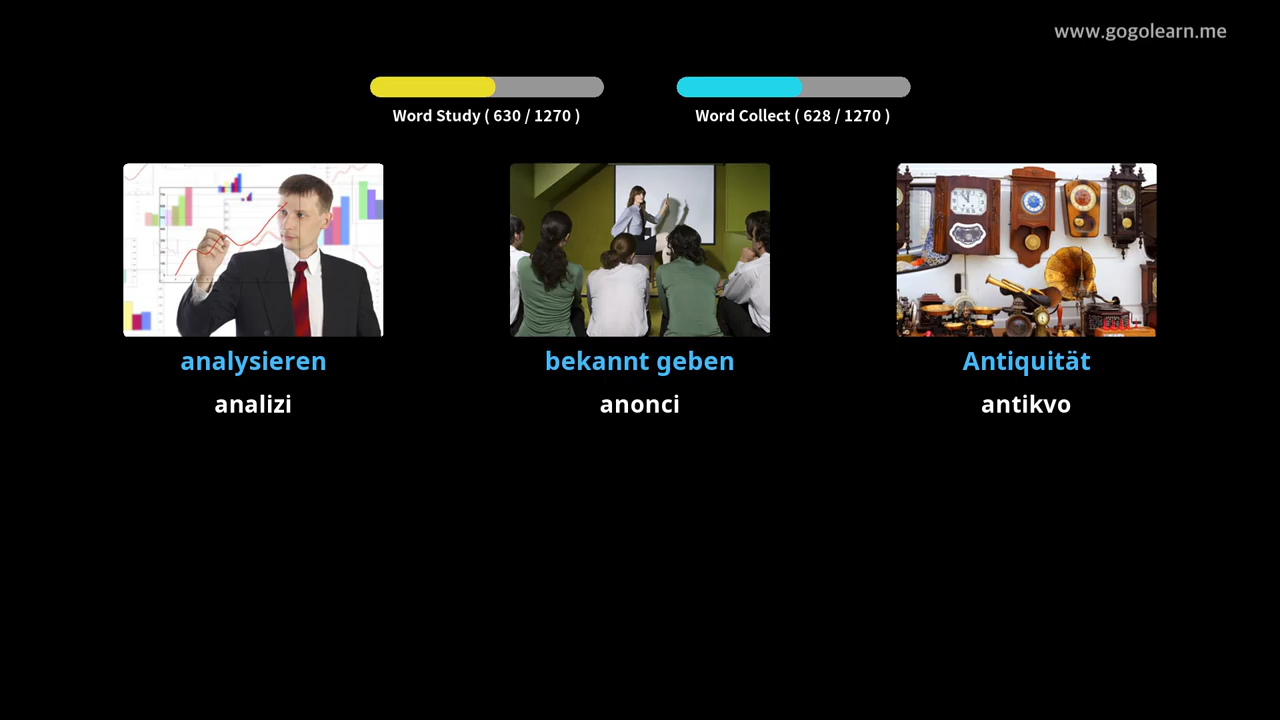 www.gogolearn.me
Word Study ( 630 / 1270 )
Word Collect ( 628 / 1270 )
analysieren
bekannt geben
Antiquität
analizi
anonci
antikvo